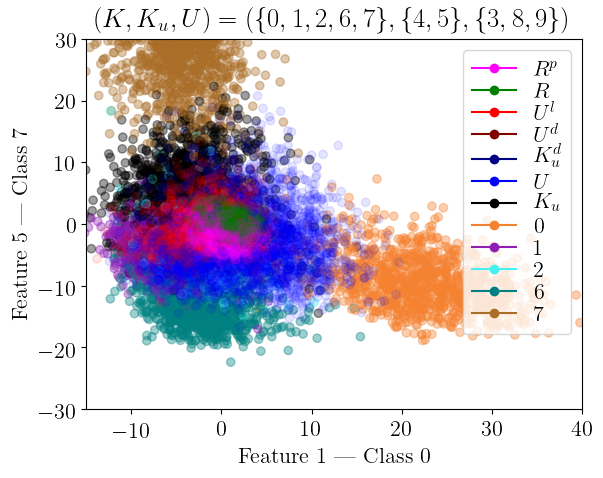 (K, K_u, U) = ({0, 1, 2, 6, 7}, {4, 5}, {3, 8, 9})
30
20
10
0
−10
−20
−30
Feature 5 — Class 7
−10
0
10
20
30
40
Feature 1 — Class 0
R^p
R
U^l
U^d
K_u^d
U
K_u
0
1
2
6
7